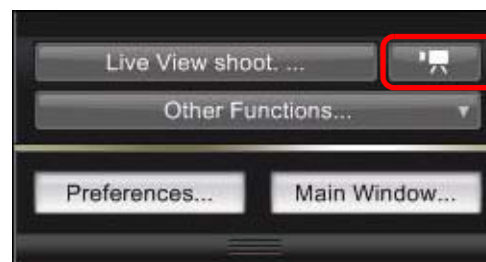 Live View shoot. ...
Other Functions...
Preferences...
Main Window...